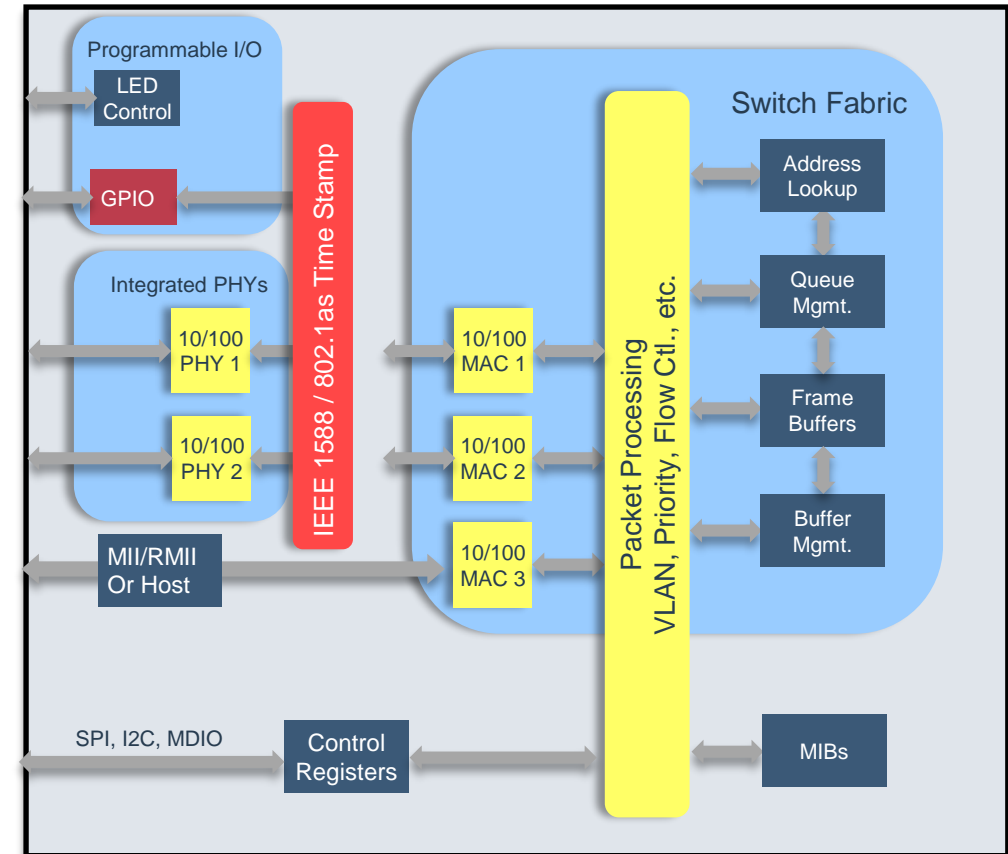 Programmable I/O
LED
Control
GPIO
Integrated PHYs
10/100
PHY 1
10/100
PHY 2
MII/RMII
Or Host
IEEE 1588 / 802.1as Time Stamp
Switch Fabric
10/100
MAC 1
10/100
MAC 2
10/100
MAC 3
Packet Processing
VLAN, Priority, Flow Ctl., etc.
Address
Lookup
Queue
Mgmt.
Frame
Buffers
Buffer
Mgmt.
SPI, I2C, MDIO
Control
Registers
MIBs